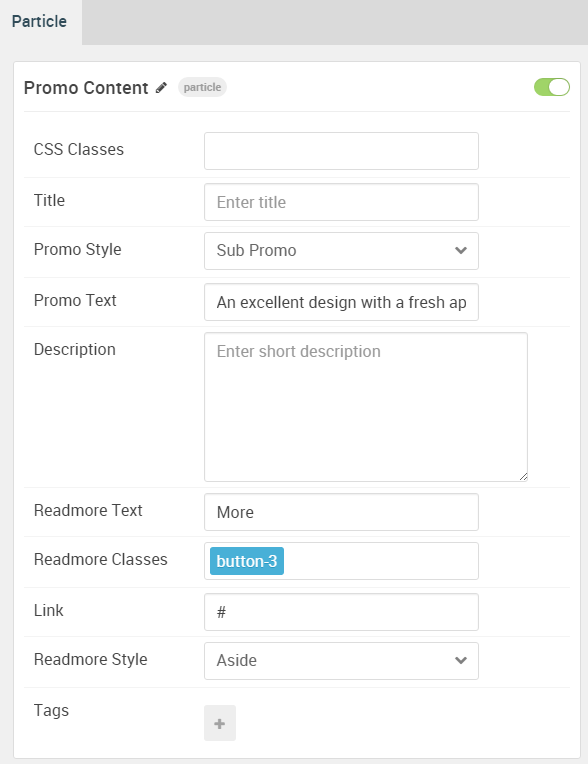 Particle
Promo Content particle
CSS Classes
Title Enter title
Promo Style Sub Promo
Promo Text An excellent design with a fresh ap
Description Enter short description
Readmore Text More
Readmore Classes button-3
Link #
Readmore Style Aside
Tags +